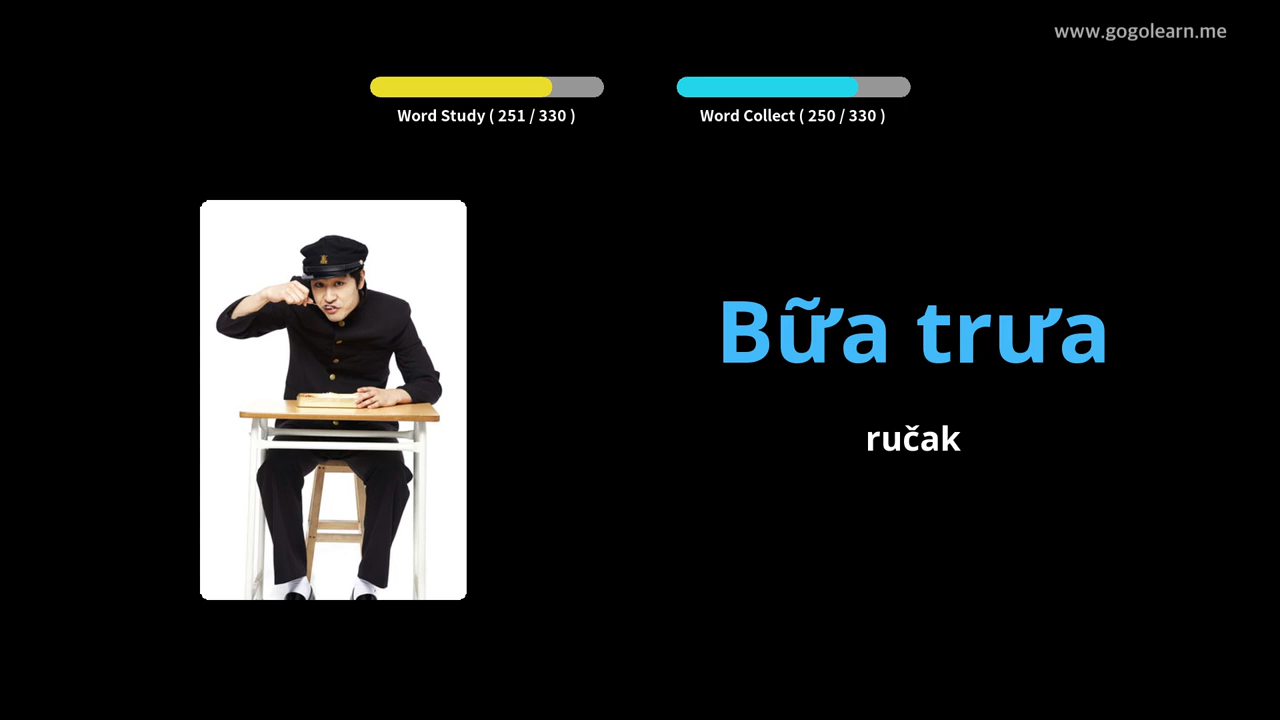 www.gogolearn.me
Word Study ( 251 / 330 )
Word Collect ( 250 / 330 )
Bữa trưa
ručak